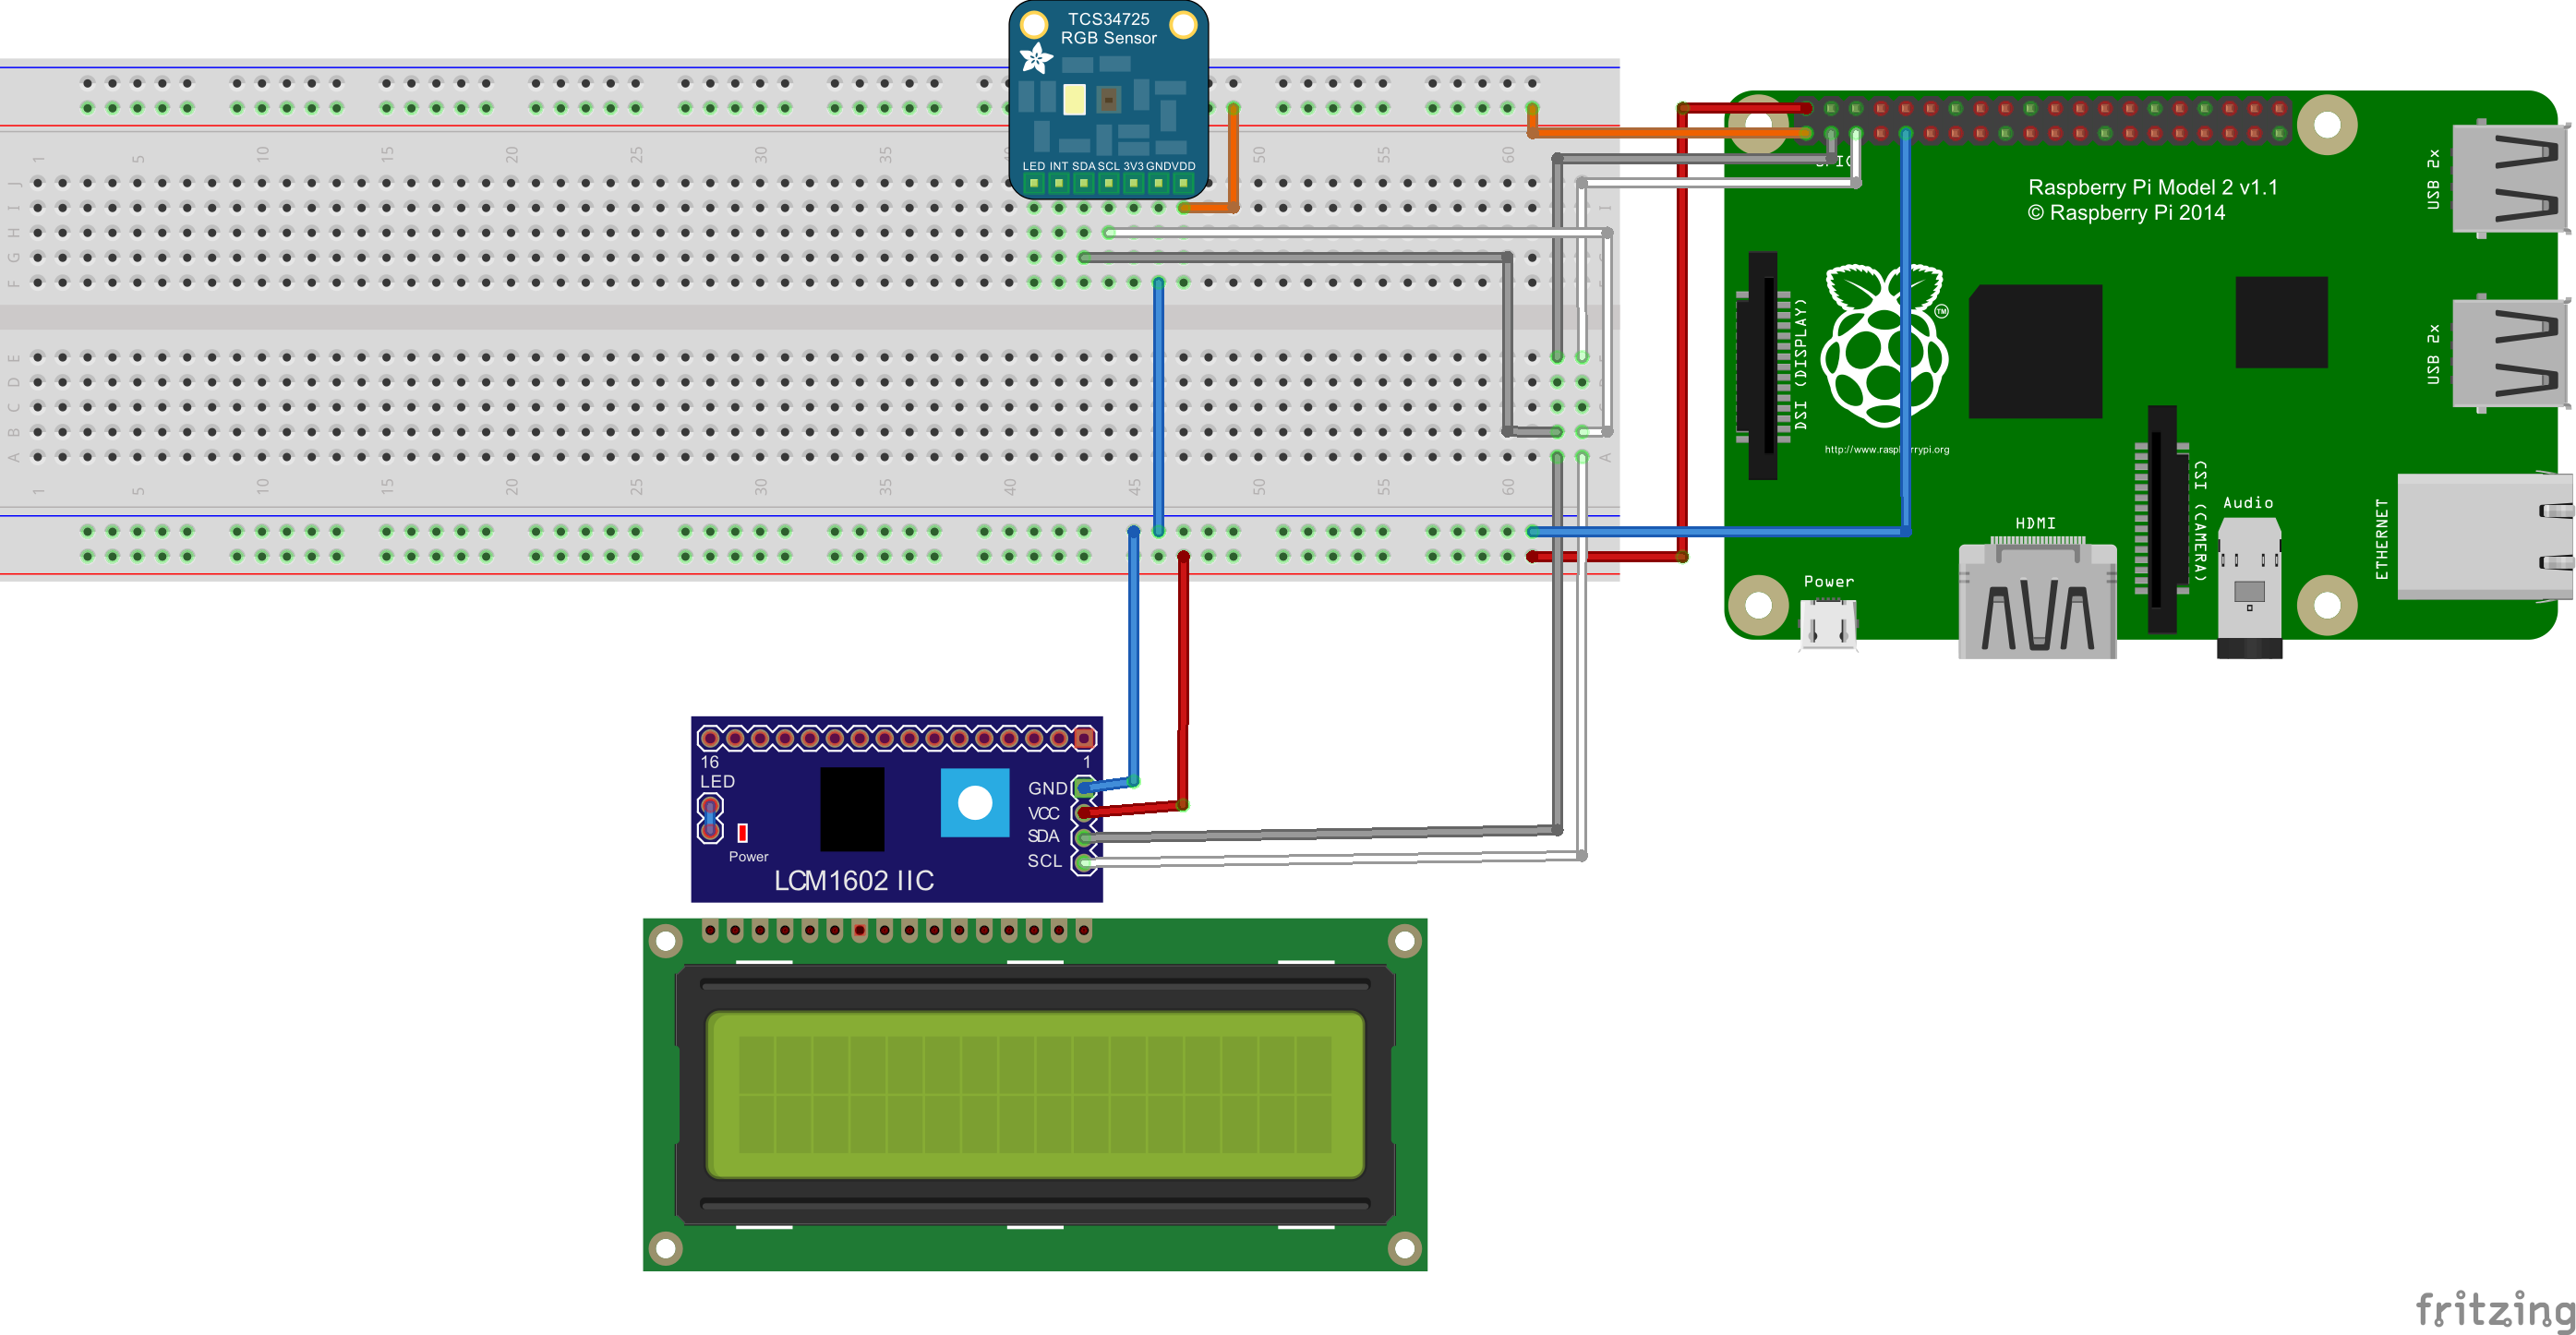 TCS34725
RGB Sensor
LED INT SDA SCL 3V3 GND VDD
1 5 10 15 20 25 30 35 50 55 60
J
I
H
G
F
I
E
D
C
B
A
A
1 5 10 15 20 25 30 35 40 45 50 55 60
Raspberry Pi Model 2 v1.1
© Raspberry Pi 2014
USB 2x
USB 2x
DSI (DISPLAY)
TM
http://www.raspberrypi.org
CSI (CAMERA)
Audio
HDMI
ETHERNET
Power
16
1
LED
GND
VCC
SDA
SCL
Power
LCM1602 IIC
fritzing